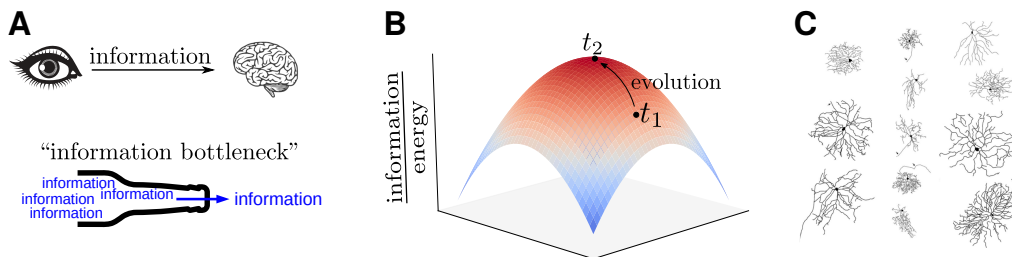 A
information
“information bottleneck”
information
information
information
information
information
B
information
energy
t2
evolution
t1
C